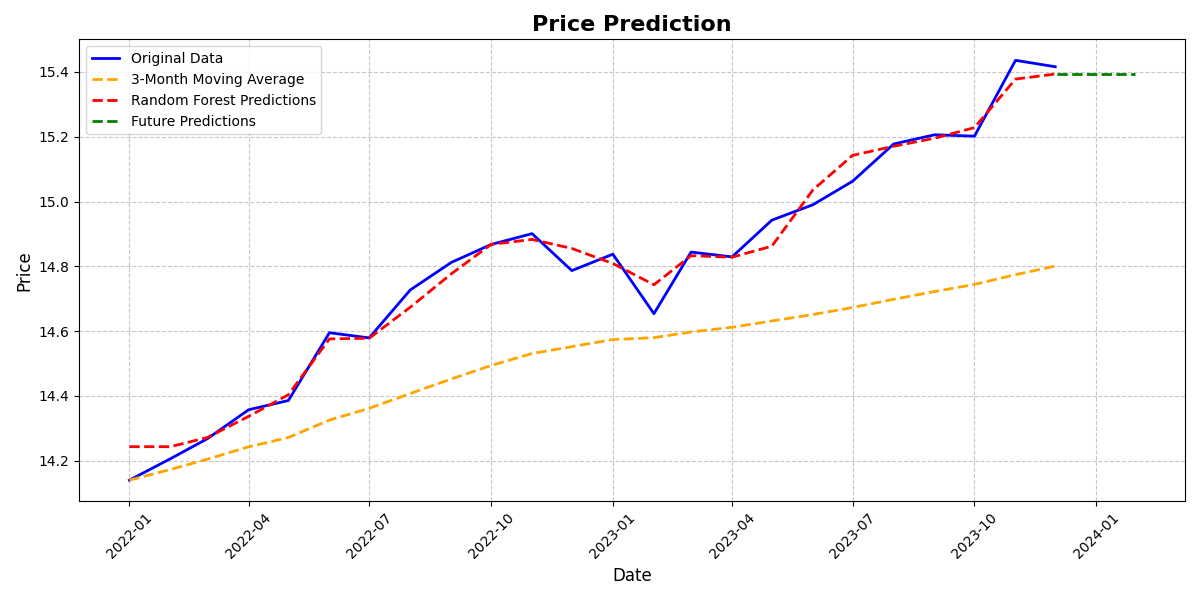 Price Prediction
Original Data
3-Month Moving Average
Random Forest Predictions
Future Predictions
Price
15.4
15.2
15.0
14.8
14.6
14.4
14.2
2022-01
2022-04
2022-07
2022-10
2023-01
2023-04
2023-07
2023-10
2024-01
Date